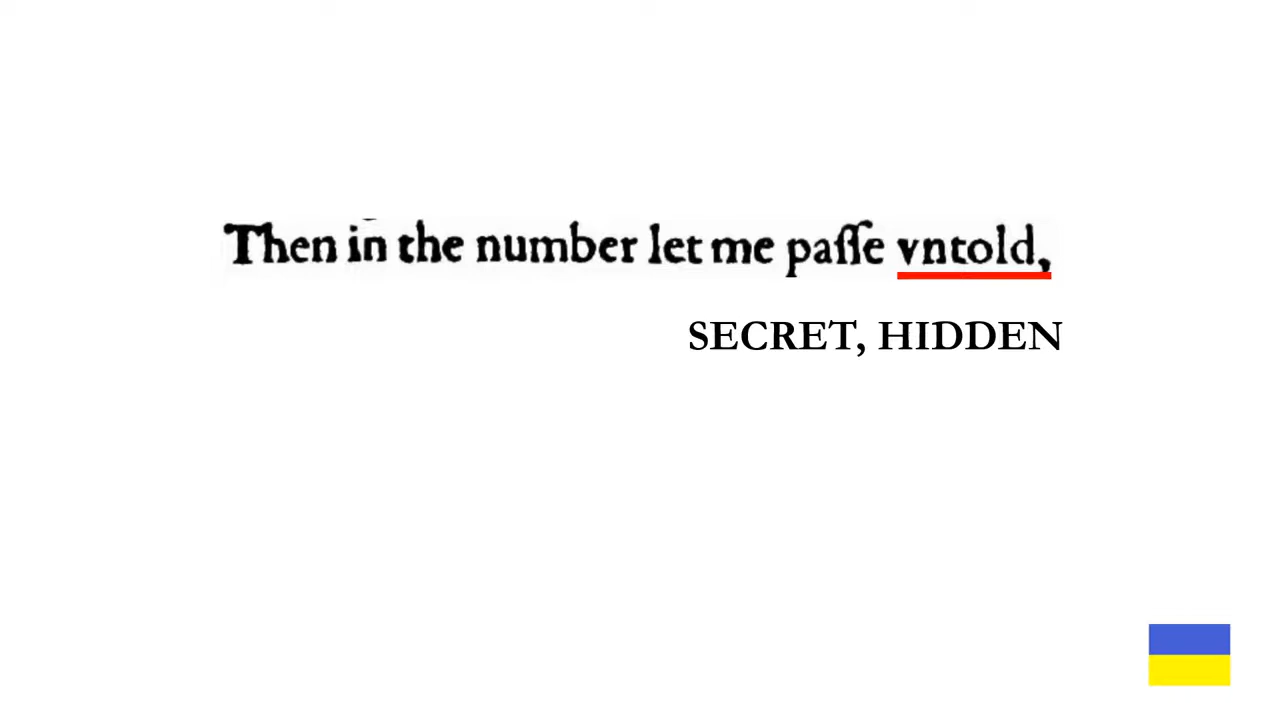 Then in the number let me paſſe vntold,
SECRET, HIDDEN